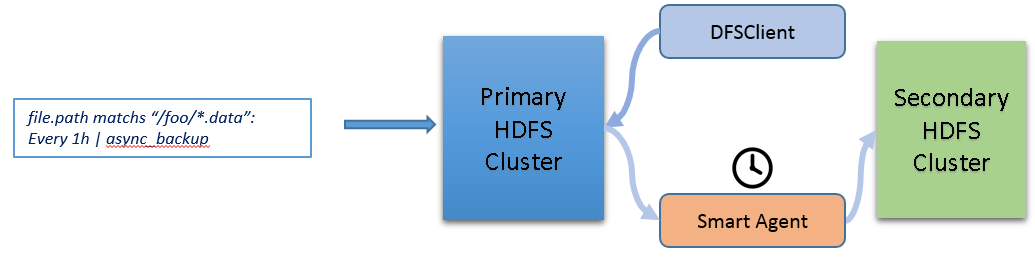 file.path matchs “/foo/*.data”:
Every 1h | async_backup
Primary
HDFS
Cluster
DFSClient
Smart Agent
Secondary
HDFS
Cluster